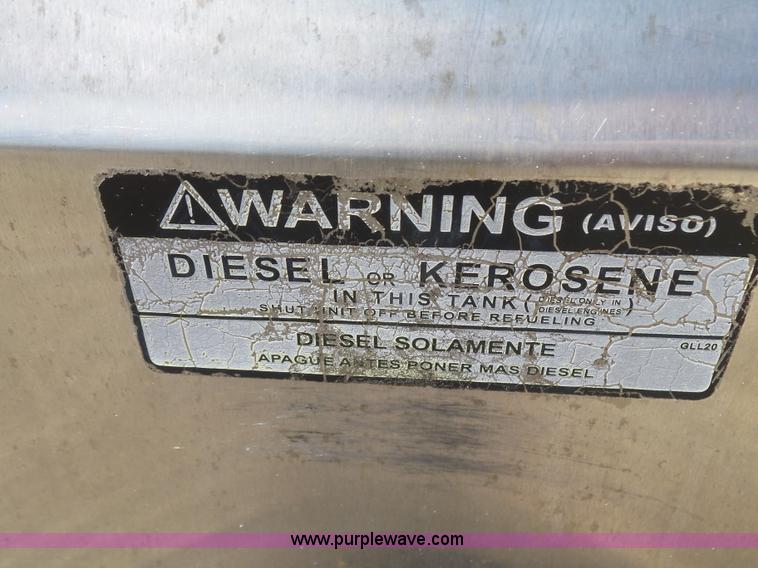 WARNING (AVISO)
DIESEL OR KEROSENE
IN THIS TANK (DIESEL ONLY IN DIESEL ENGINES)
SHUT UNIT OFF BEFORE REFUELING
DIESEL SOLAMENTE
GLL20
APAGUE ANTES PONER MAS DIESEL
www.purplewave.com